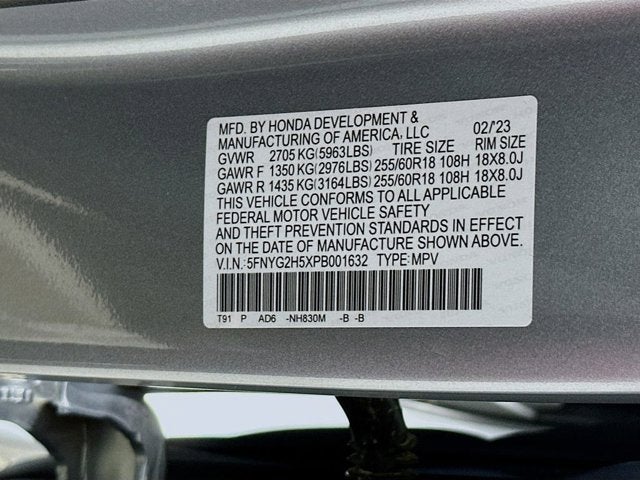 MFD. BY HONDA DEVELOPMENT & 02/'23
MANUFACTURING OF AMERICA, LLC
GVWR 2705 KG(5963LBS) TIRE SIZE RIM SIZE
GAWR F 1350 KG(2976LBS) 255/60R18 108H 18X8.0J
GAWR R 1435 KG(3164LBS) 255/60R18 108H 18X8.0J
THIS VEHICLE CONFORMS TO ALL APPLICABLE
FEDERAL MOTOR VEHICLE SAFETY
AND THEFT PREVENTION STANDARDS IN EFFECT
ON THE DATE OF MANUFACTURE SHOWN ABOVE.
V.I.N.:5FNYG2H5XPB001632 TYPE:MPV
T91 P AD6 -NH830M -B -B